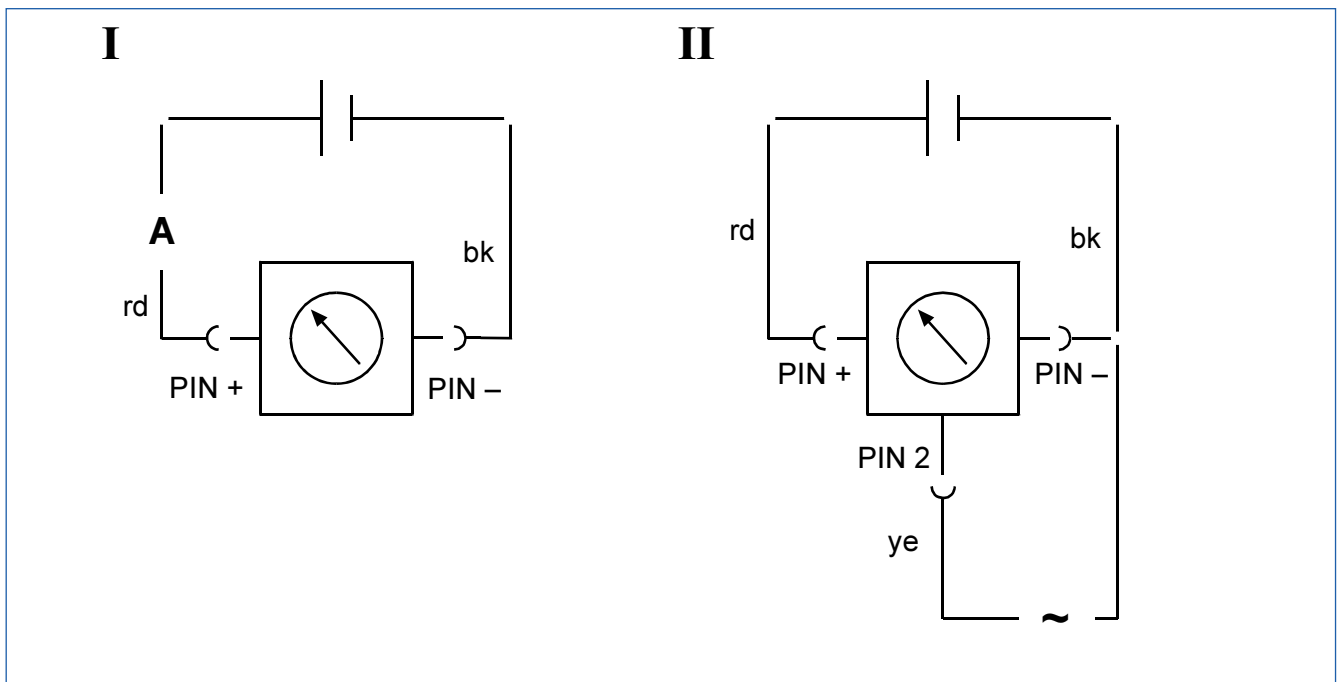 I
A
rd
bk
PIN +
PIN –
II
rd
bk
PIN +
PIN –
PIN 2
ye
~